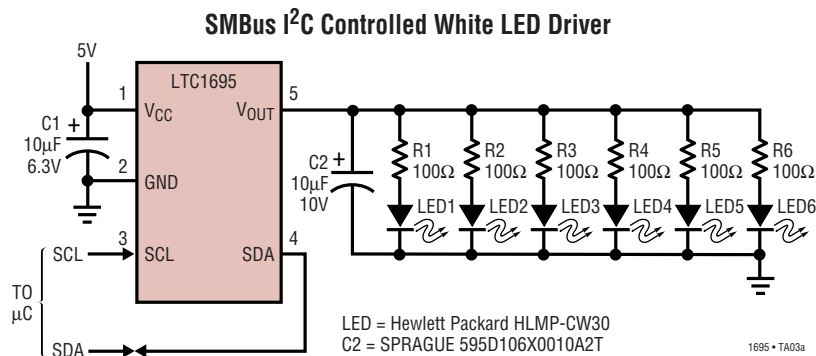 SMBus I²C Controlled White LED Driver
5V
LTC1695
1
VCC
VOUT
5
C1
+
10µF
6.3V
2
GND
C2
+
10µF
10V
R1
100Ω
R2
100Ω
R3
100Ω
R4
100Ω
R5
100Ω
R6
100Ω
LED1
LED2
LED3
LED4
LED5
LED6
SCL
3
SCL
SDA
4
TO
µC
SDA
LED = Hewlett Packard HLMP-CW30
C2 = SPRAGUE 595D106X0010A2T
1695 • TA03a